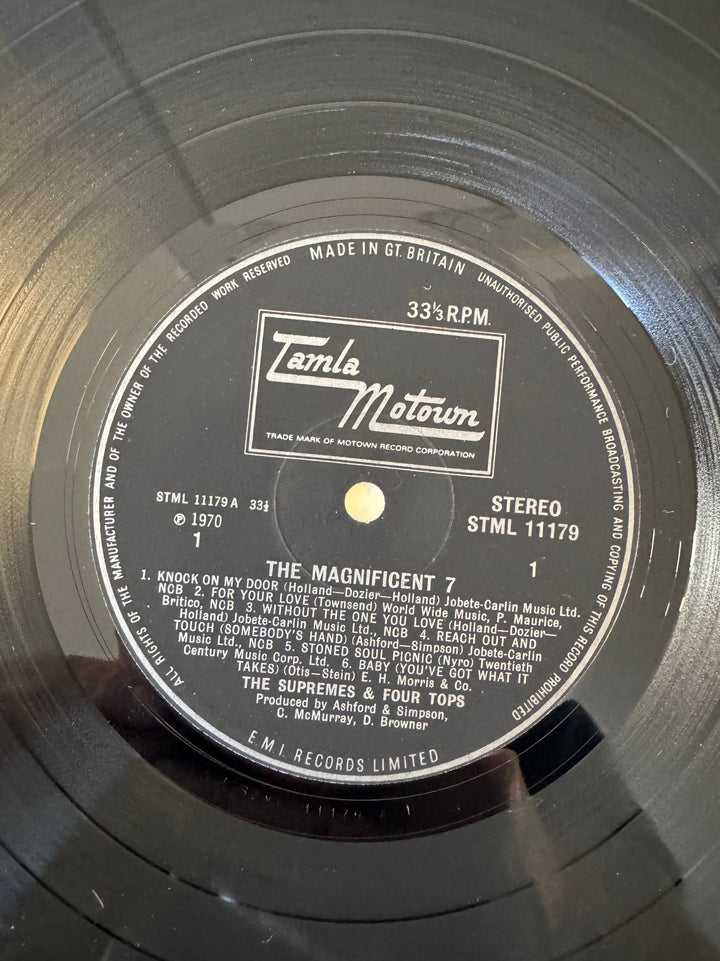 MADE IN GT. BRITAIN
UNAUTHORISED PUBLIC PERFORMANCE BROADCASTING AND COPYING OF THIS RECORD PROHIBITED
ALL RIGHTS OF THE MANUFACTURER AND OF THE OWNER OF THE RECORDED WORK RESERVED
33⅓ R.P.M.
Tamla
Motown
TRADE MARK OF MOTOWN RECORD CORPORATION
STML 11179 A 33⅓
℗ 1970
1
STEREO
STML 11179
1
THE MAGNIFICENT 7
1. KNOCK ON MY DOOR (Holland—Dozier—Holland) Jobete-Carlin Music Ltd.
NCB 2. FOR YOUR LOVE (Townsend) World Wide Music, P. Maurice,
Britico, NCB 3. WITHOUT THE ONE YOU LOVE (Holland—Dozier—
Holland) Jobete-Carlin Music Ltd., NCB 4. REACH OUT AND
TOUCH (SOMEBODY'S HAND) (Ashford—Simpson) Jobete-Carlin
Music Ltd., NCB 5. STONED SOUL PICNIC (Nyro) Twentieth
Century Music Corp. Ltd. 6. BABY (YOU'VE GOT WHAT IT
TAKES) (Otis—Stein) E. H. Morris & Co.
THE SUPREMES & FOUR TOPS
Produced by Ashford & Simpson,
C. McMurray, D. Browner
E.M.I. RECORDS LIMITED